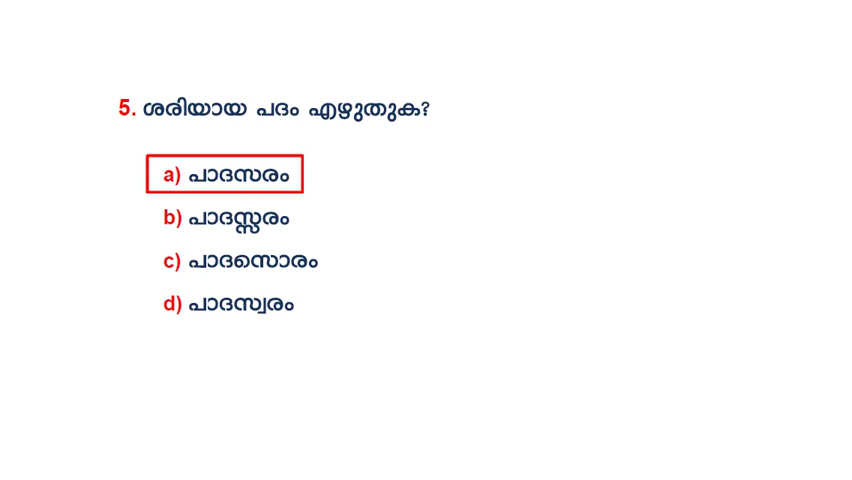 5. ശരിയായ പദം എഴുതുക?
a) പാദസരം
b) പാദസ്സരം
c) പാദസൊരം
d) പാദസ്വരം